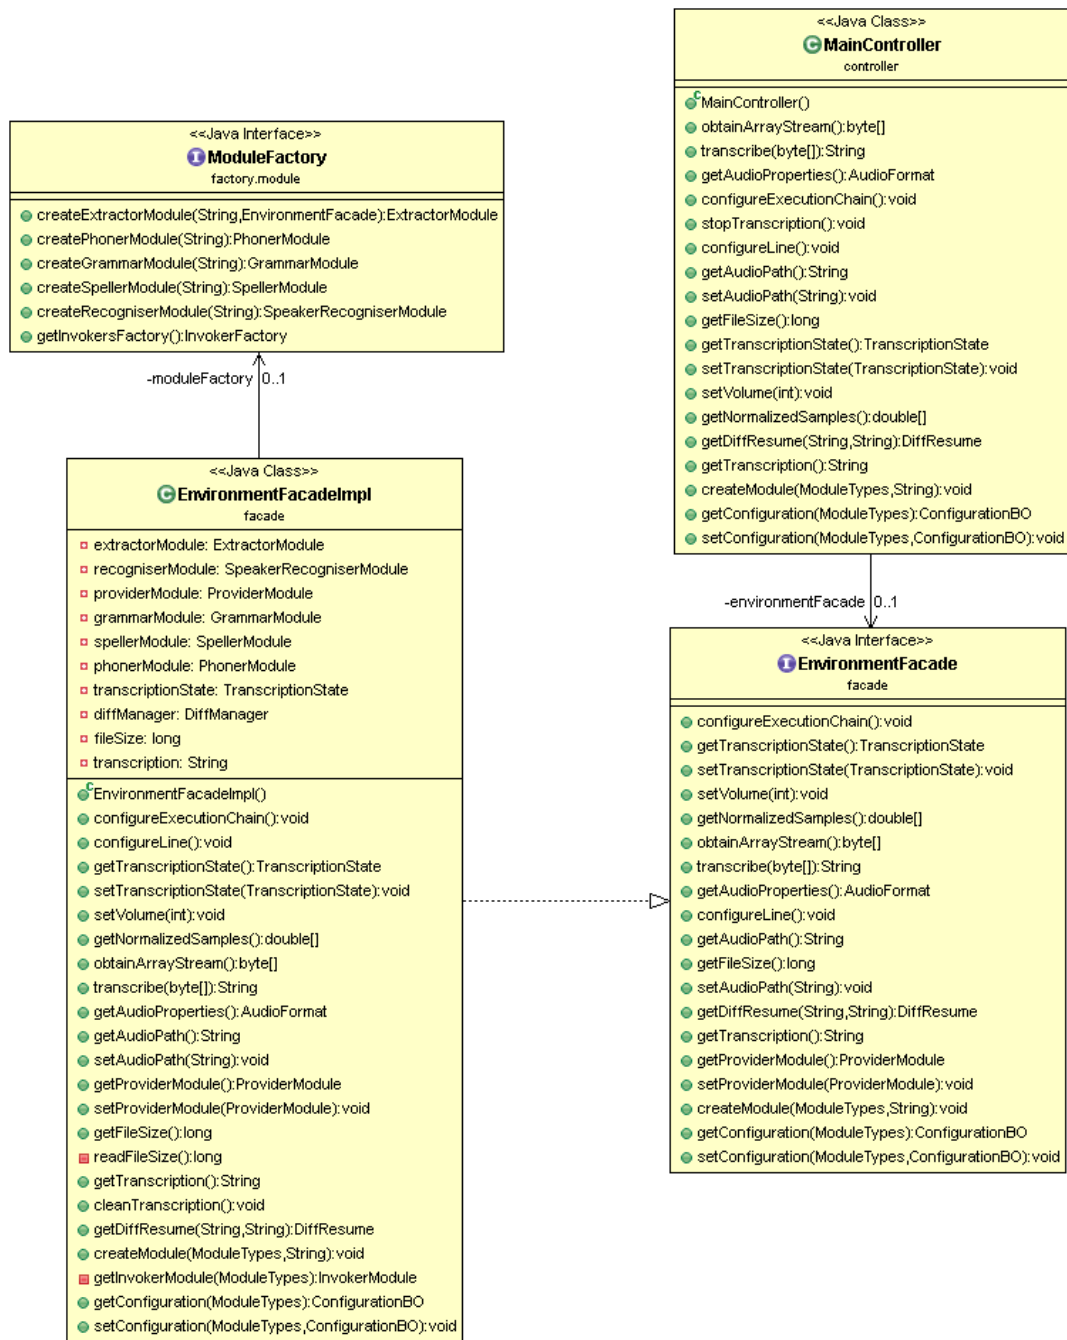 <<Java Class>>
MainController
controller
MainController()
obtainArrayStream():byte[]
transcribe(byte[]):String
getAudioProperties():AudioFormat
configureExecutionChain():void
stopTranscription():void
configureLine():void
getAudioPath():String
setAudioPath(String):void
getFileSize():long
getTranscriptionState():TranscriptionState
setTranscriptionState(TranscriptionState):void
setVolume(int):void
getNormalizedSamples():double[]
getDiffResume(String,String):DiffResume
getTranscription():String
createModule(ModuleTypes,String):void
getConfiguration(ModuleTypes):ConfigurationBO
setConfiguration(ModuleTypes,ConfigurationBO):void
<<Java Interface>>
ModuleFactory
factory.module
createExtractorModule(String,EnvironmentFacade):ExtractorModule
createPhonerModule(String):PhonerModule
createGrammarModule(String):GrammarModule
createSpellerModule(String):SpellerModule
createRecogniserModule(String):SpeakerRecogniserModule
getInvokersFactory():InvokerFactory
-moduleFactory 0..1
<<Java Class>>
EnvironmentFacadeImpl
facade
extractorModule: ExtractorModule
recogniserModule: SpeakerRecogniserModule
providerModule: ProviderModule
grammarModule: GrammarModule
spellerModule: SpellerModule
phonerModule: PhonerModule
transcriptionState: TranscriptionState
diffManager: DiffManager
fileSize: long
transcription: String
EnvironmentFacadeImpl()
configureExecutionChain():void
configureLine():void
getTranscriptionState():TranscriptionState
setTranscriptionState(TranscriptionState):void
setVolume(int):void
getNormalizedSamples():double[]
obtainArrayStream():byte[]
transcribe(byte[]):String
getAudioProperties():AudioFormat
getAudioPath():String
setAudioPath(String):void
getProviderModule():ProviderModule
setProviderModule(ProviderModule):void
getFileSize():long
readFileSize():long
getTranscription():String
cleanTranscription():void
getDiffResume(String,String):DiffResume
createModule(ModuleTypes,String):void
getInvokerModule(ModuleTypes):InvokerModule
getConfiguration(ModuleTypes):ConfigurationBO
setConfiguration(ModuleTypes,ConfigurationBO):void
-environmentFacade 0..1
<<Java Interface>>
EnvironmentFacade
facade
configureExecutionChain():void
getTranscriptionState():TranscriptionState
setTranscriptionState(TranscriptionState):void
setVolume(int):void
getNormalizedSamples():double[]
obtainArrayStream():byte[]
transcribe(byte[]):String
getAudioProperties():AudioFormat
configureLine():void
getAudioPath():String
getFileSize():long
setAudioPath(String):void
getDiffResume(String,String):DiffResume
getTranscription():String
getProviderModule():ProviderModule
setProviderModule(ProviderModule):void
createModule(ModuleTypes,String):void
getConfiguration(ModuleTypes):ConfigurationBO
setConfiguration(ModuleTypes,ConfigurationBO):void